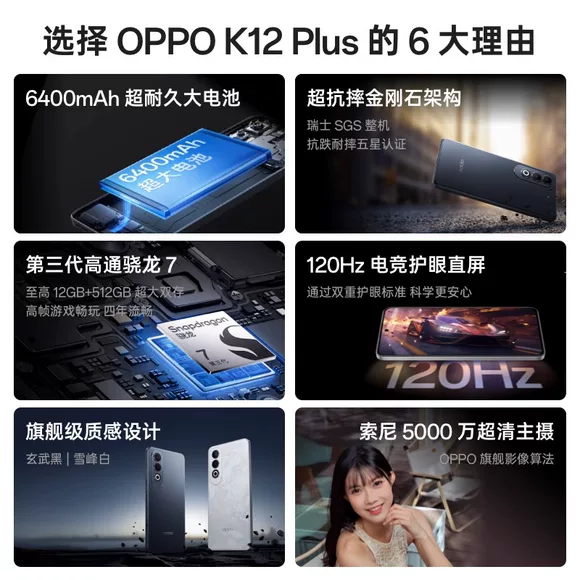 选择 OPPO K12 Plus 的 6 大理由
6400mAh 超耐久大电池
6400mAh
超大电池
超抗摔金刚石架构
瑞士 SGS 整机
抗跌耐摔五星认证
第三代高通骁龙 7
至高 12GB+512GB 超大双存
高帧游戏畅玩 四年流畅
Snapdragon
骁龙
7 第三代
120Hz 电竞护眼直屏
通过双重护眼标准 科学更安心
120Hz
旗舰级质感设计
玄武黑 | 雪峰白
索尼 5000 万超清主摄
OPPO 旗舰影像算法